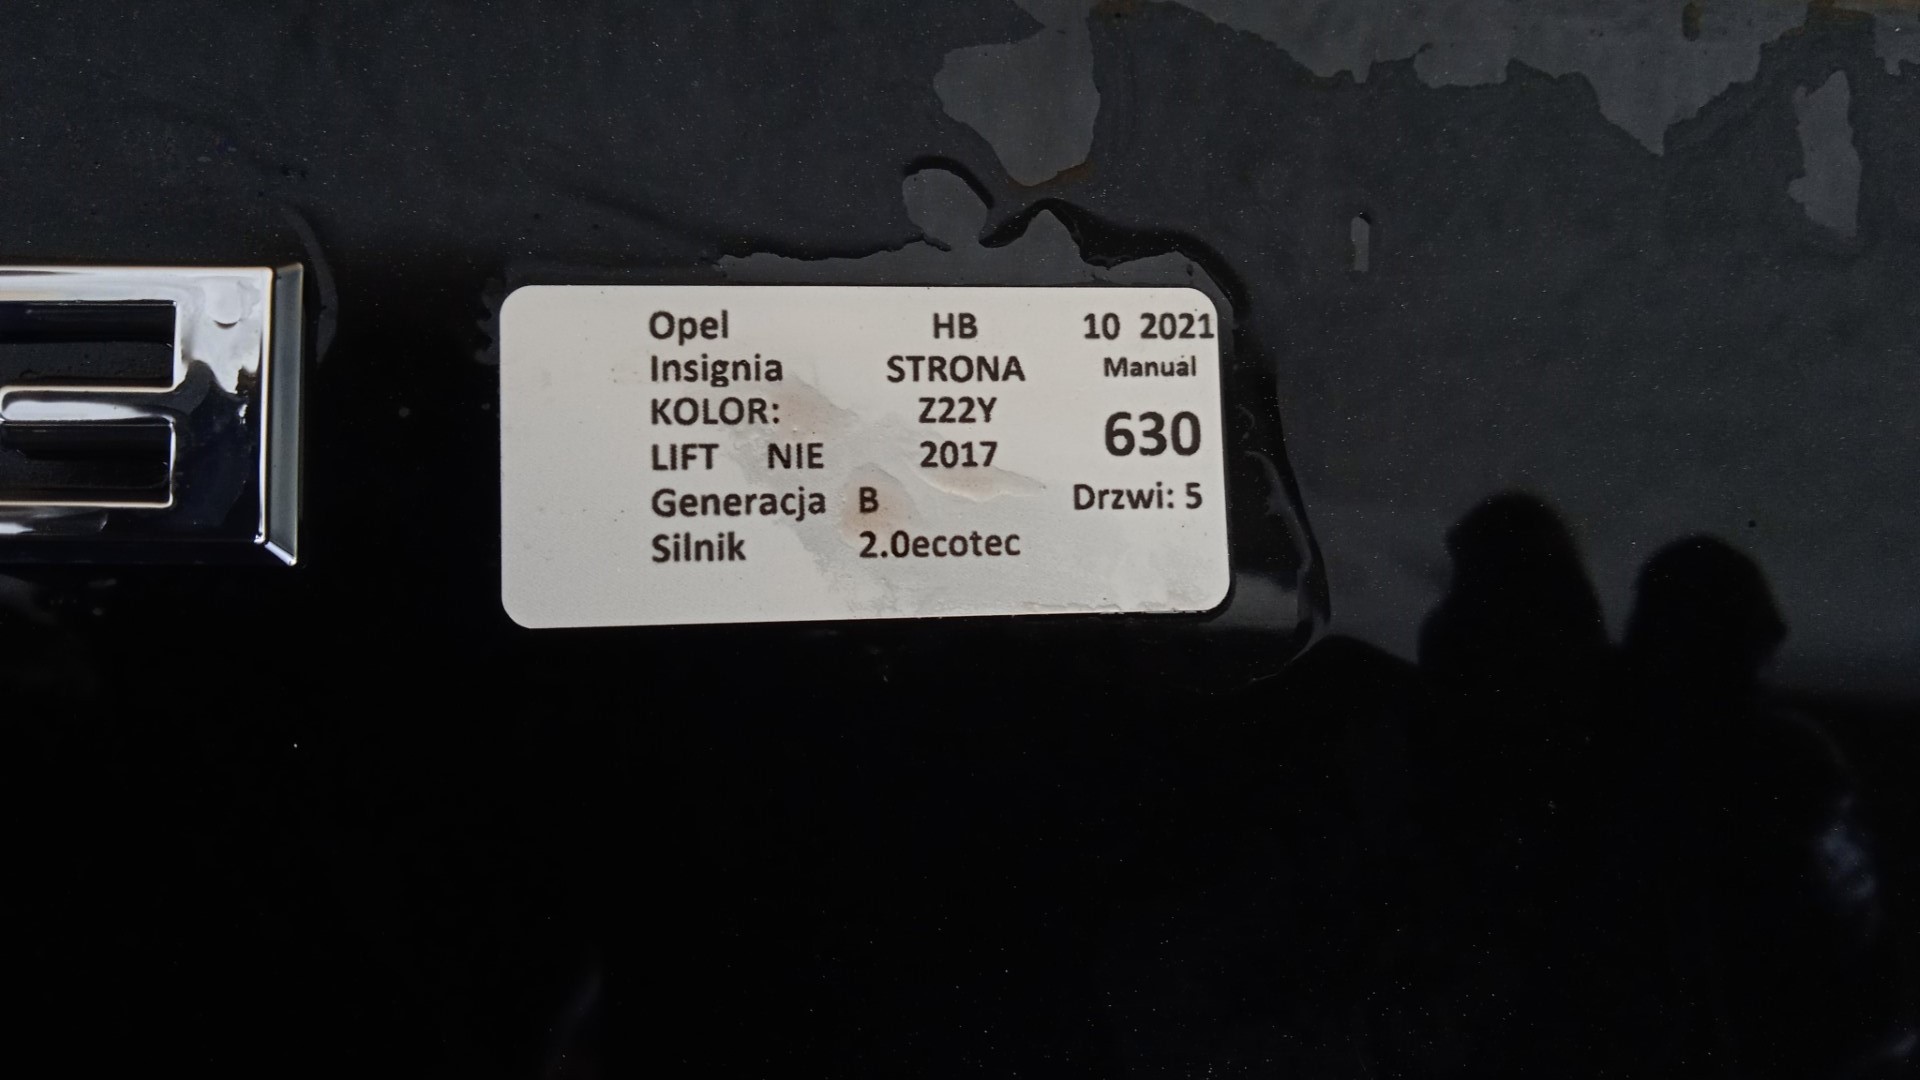 Opel HB 10 2021
Insignia STRONA Manual
KOLOR: Z22Y 630
LIFT NIE 2017
Generacja B Drzwi: 5
Silnik 2.0ecotec